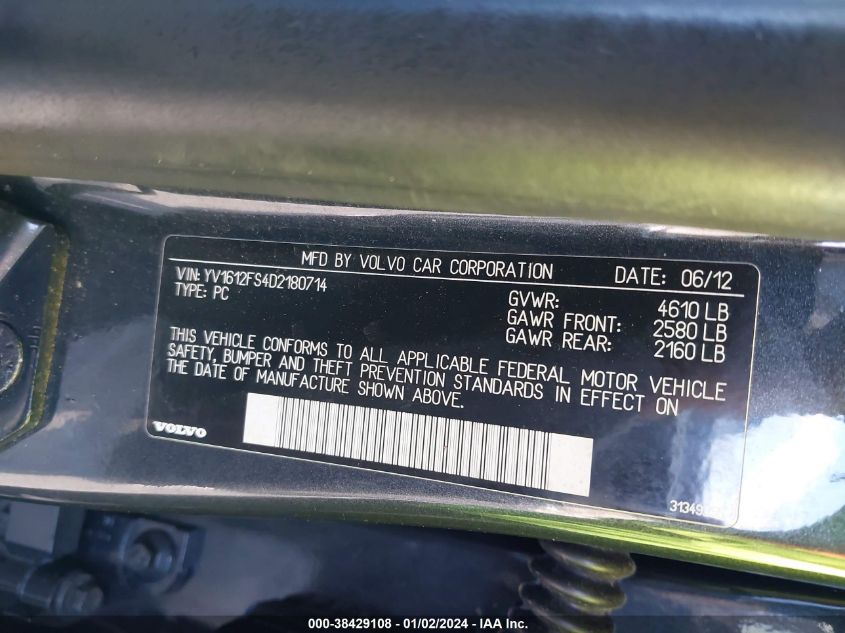 MFD BY VOLVO CAR CORPORATION DATE: 06/12
VIN: YV1612FS4D2180714
TYPE: PC
GVWR: 4610 LB
GAWR FRONT: 2580 LB
GAWR REAR: 2160 LB
THIS VEHICLE CONFORMS TO ALL APPLICABLE FEDERAL MOTOR VEHICLE
SAFETY, BUMPER AND THEFT PREVENTION STANDARDS IN EFFECT ON
THE DATE OF MANUFACTURE SHOWN ABOVE.
VOLVO
000-38429108 - 01/02/2024 - IAA Inc.